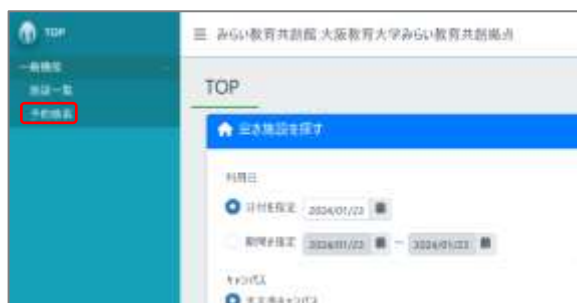 TOP
一般機能
施設一覧
予約検索
みらい教育共創館 大阪教育大学みらい教育共創拠点
TOP
空き施設を探す
利用日
日付を指定 2024/01/23
期間を指定 2024/01/23 ~ 2024/01/23
キャンパス